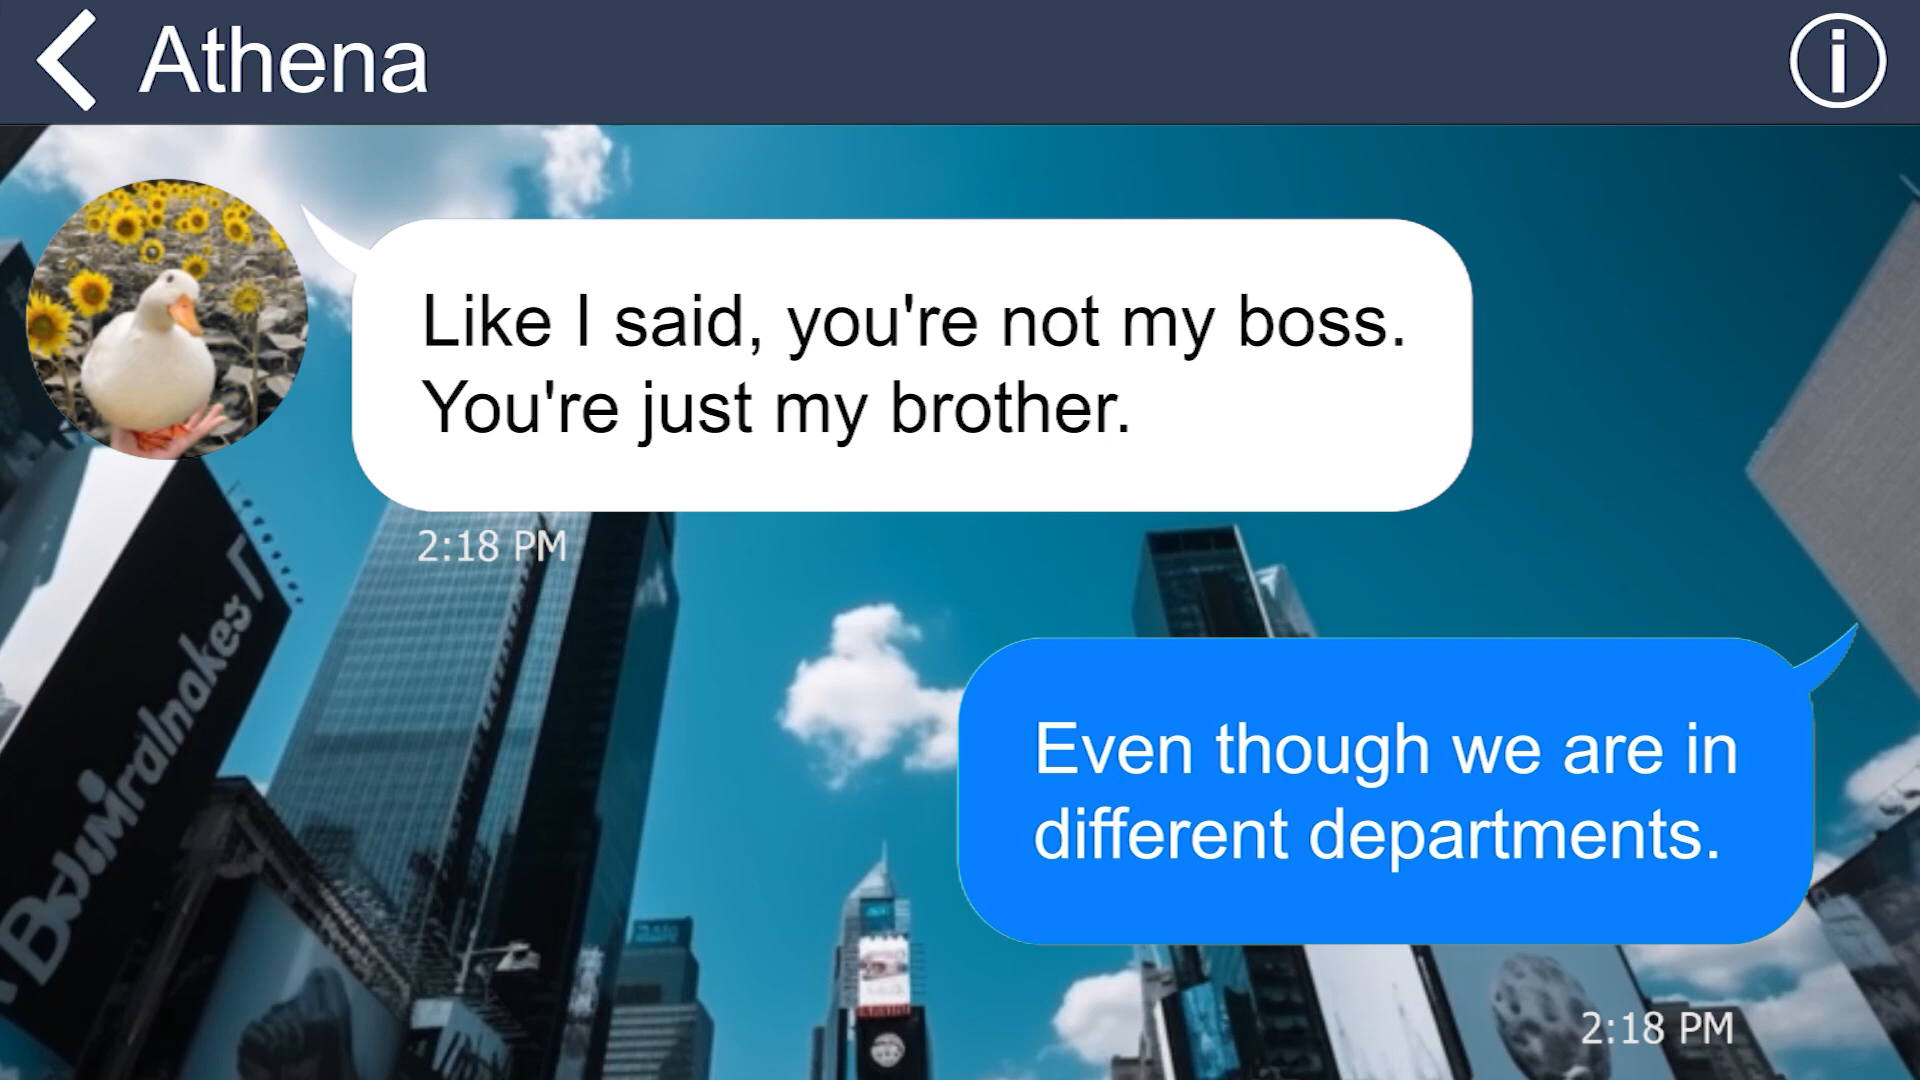 Athena
Like I said, you're not my boss.
You're just my brother.
2:18 PM
Even though we are in
different departments.
2:18 PM